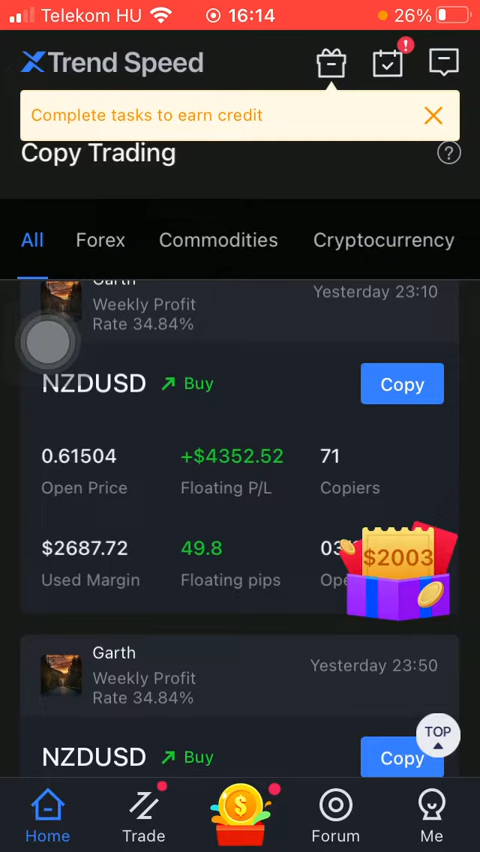 Telekom HU 16:14 26%
Trend Speed
Complete tasks to earn credit
Copy Trading
All Forex Commodities Cryptocurrency
Garth
Weekly Profit
Rate 34.84%
Yesterday 23:10
NZDUSD Buy Copy
0.61504 +$4352.52 71
Open Price Floating P/L Copiers
$2687.72 49.8
Used Margin Floating pips
$2003
Garth
Weekly Profit
Rate 34.84%
Yesterday 23:50
TOP
NZDUSD Buy Copy
Home Trade Forum Me